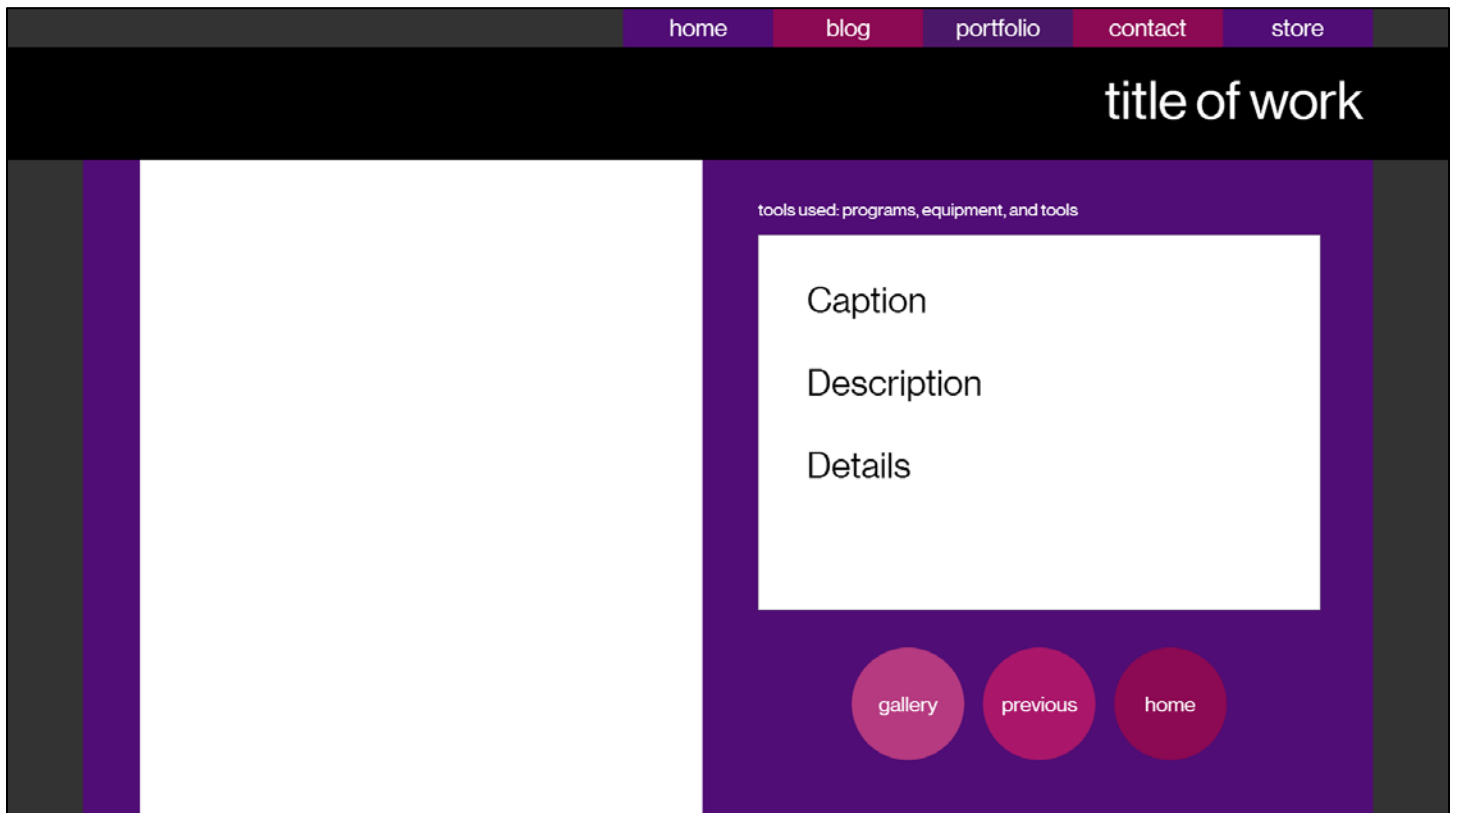 home blog portfolio contact store
title of work
tools used: programs, equipment, and tools
Caption
Description
Details
gallery previous home